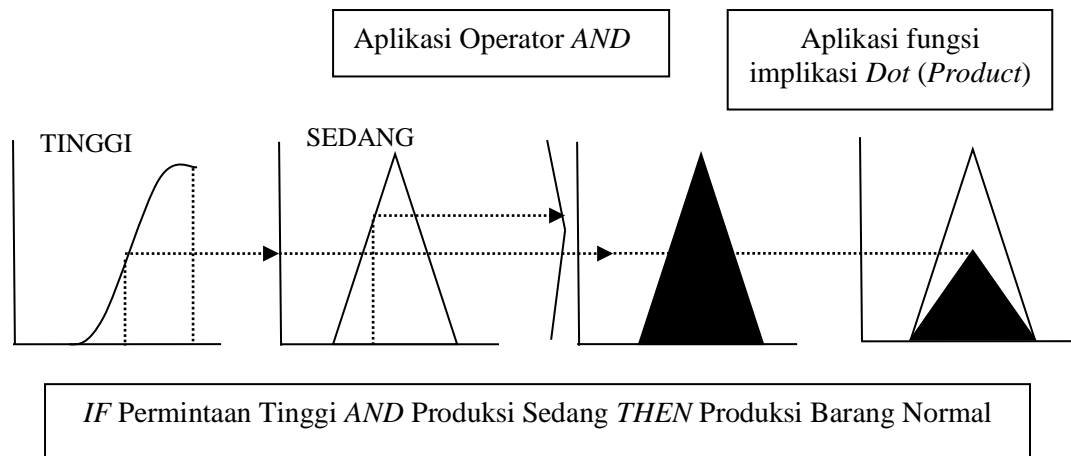 Aplikasi Operator AND
Aplikasi fungsi
implikasi Dot (Product)
TINGGI
SEDANG
IF Permintaan Tinggi AND Produksi Sedang THEN Produksi Barang Normal